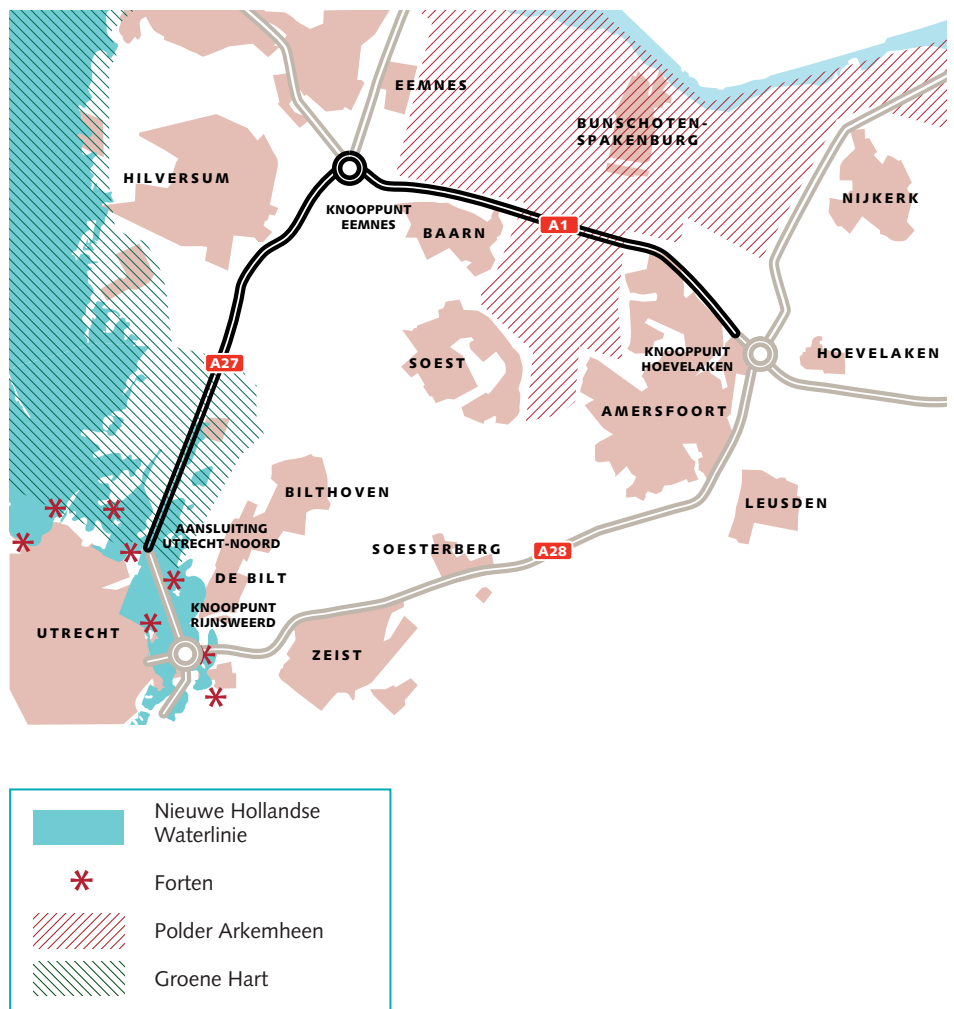 EEMNES
BUNSCHOTEN-
SPAKENBURG
HILVERSUM
NIJKERK
KNOOPPUNT
EEMNES
BAARN
A1
A27
SOEST
KNOOPPUNT
HOEVELAKEN
HOEVELAKEN
AMERSFOORT
BILTHOVEN
LEUSDEN
AANSLUITING
UTRECHT-NOORD
SOESTERBERG
A28
DE BILT
KNOOPPUNT
RIJNSWEERD
UTRECHT
ZEIST
Nieuwe Hollandse
Waterlinie
Forten
Polder Arkemheen
Groene Hart